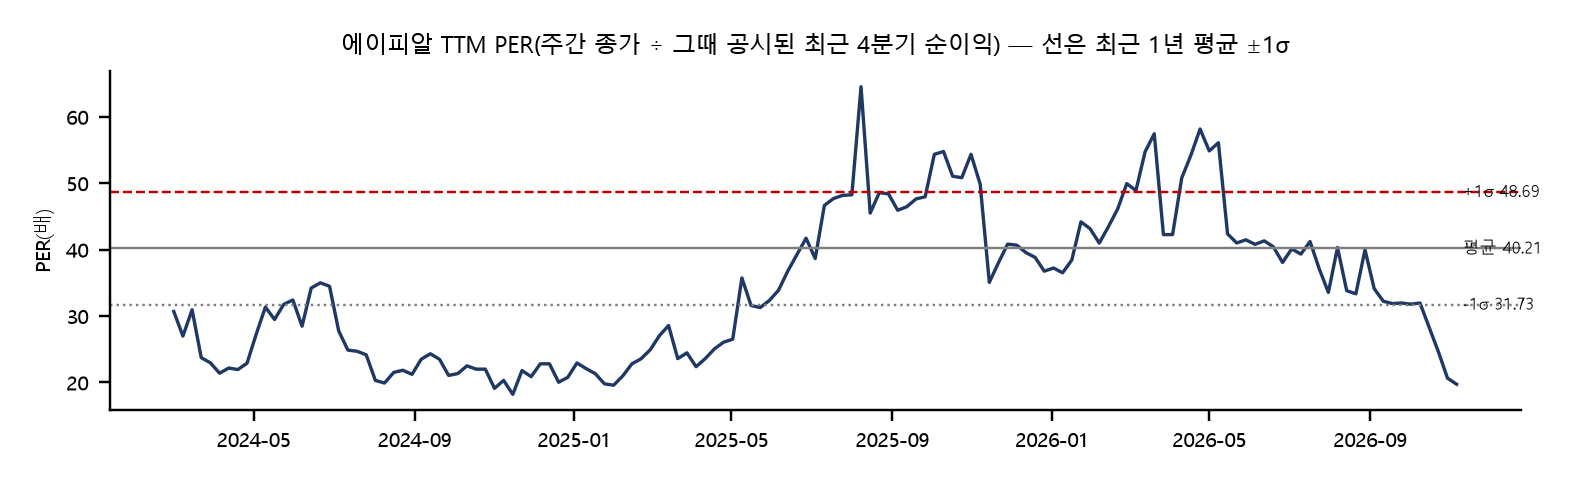 에이피알 TTM PER(주간 종가 ÷ 그때 공시된 최근 4분기 순이익) — 선은 최근 1년 평균 ±1σ
PER(배)
60
50
40
30
20
+1σ 48.69
평균 40.21
-1σ 31.73
2024-05
2024-09
2025-01
2025-05
2025-09
2026-01
2026-05
2026-09